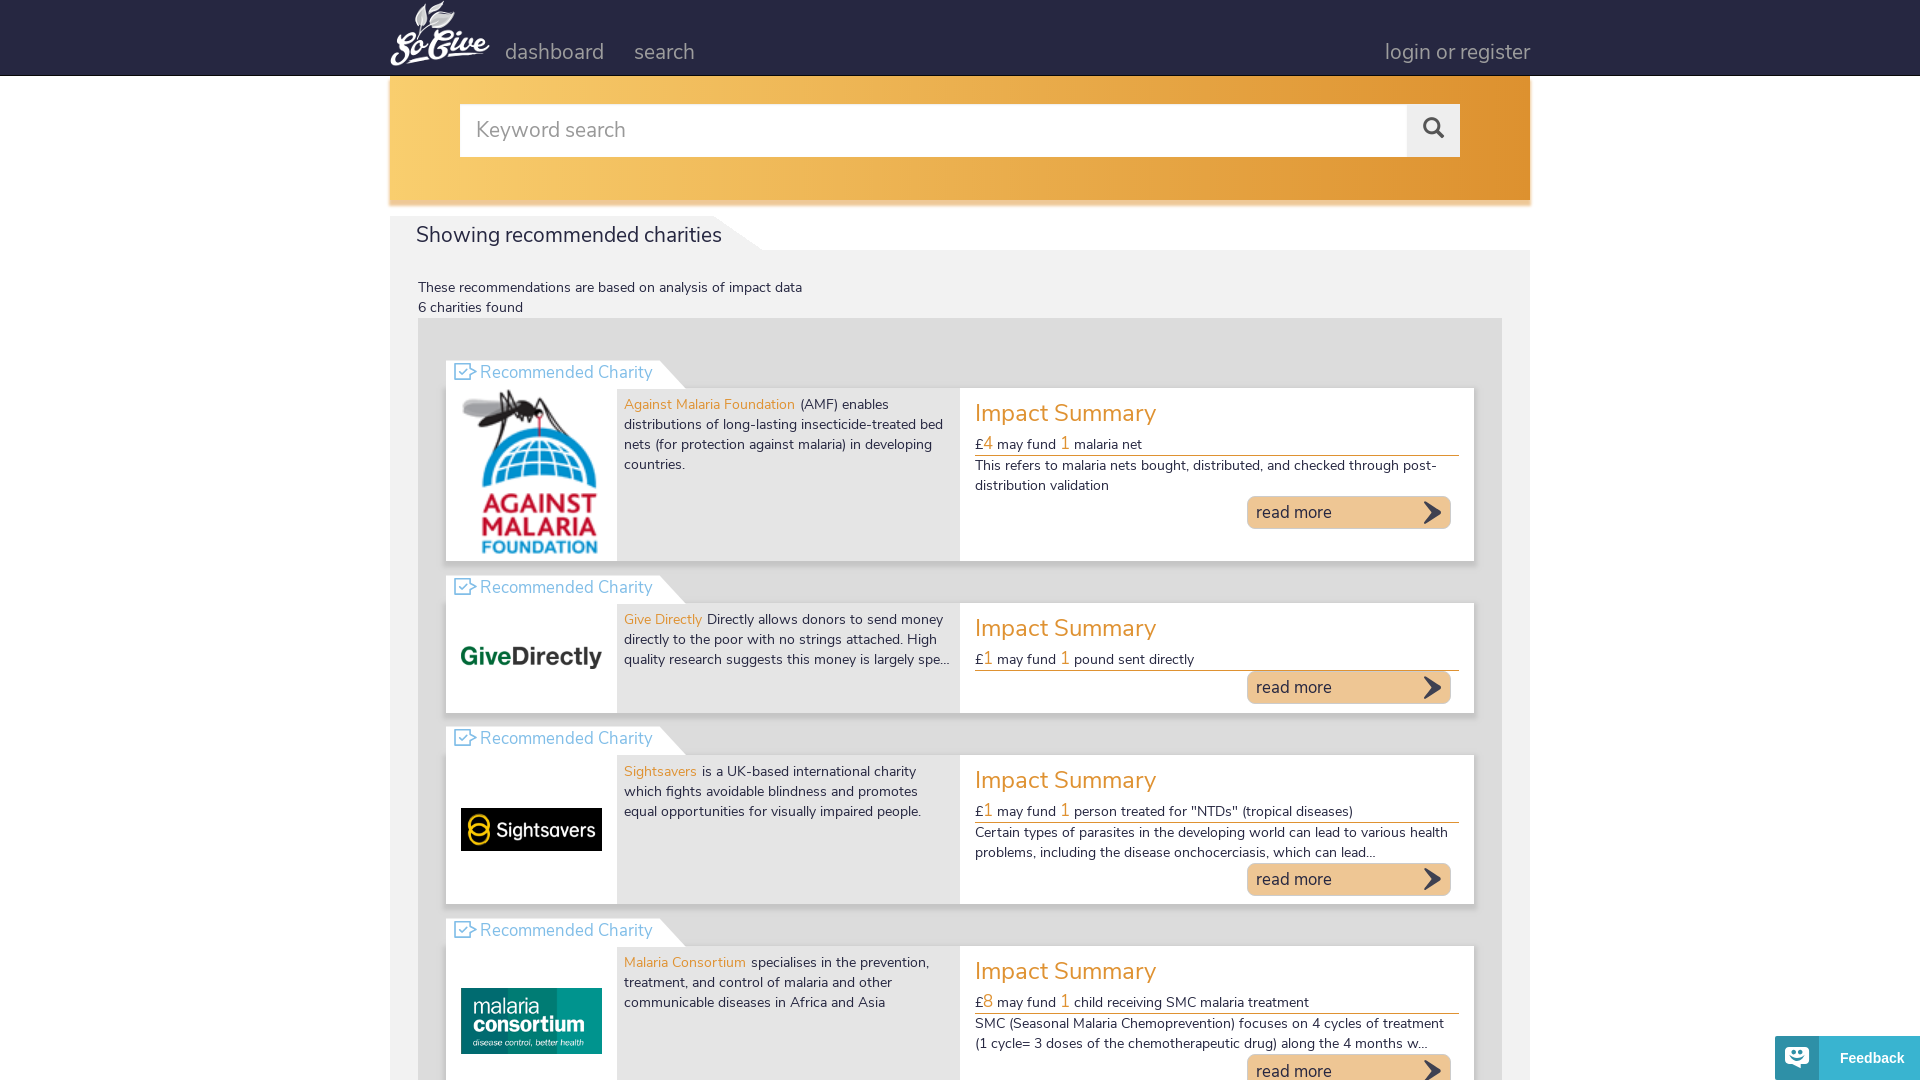 So Give
dashboard
search
login or register
Keyword search
Showing recommended charities
These recommendations are based on analysis of impact data
6 charities found
Recommended Charity
AGAINST
MALARIA
FOUNDATION
Against Malaria Foundation (AMF) enables
distributions of long-lasting insecticide-treated bed
nets (for protection against malaria) in developing
countries.
Impact Summary
£4 may fund 1 malaria net
This refers to malaria nets bought, distributed, and checked through post-
distribution validation
read more
Recommended Charity
GiveDirectly
Give Directly Directly allows donors to send money
directly to the poor with no strings attached. High
quality research suggests this money is largely spe...
Impact Summary
£1 may fund 1 pound sent directly
read more
Recommended Charity
Sightsavers
Sightsavers is a UK-based international charity
which fights avoidable blindness and promotes
equal opportunities for visually impaired people.
Impact Summary
£1 may fund 1 person treated for "NTDs" (tropical diseases)
Certain types of parasites in the developing world can lead to various health
problems, including the disease onchocerciasis, which can lead...
read more
Recommended Charity
malaria
consortium
disease control, better health
Malaria Consortium specialises in the prevention,
treatment, and control of malaria and other
communicable diseases in Africa and Asia
Impact Summary
£8 may fund 1 child receiving SMC malaria treatment
SMC (Seasonal Malaria Chemoprevention) focuses on 4 cycles of treatment
(1 cycle= 3 doses of the chemotherapeutic drug) along the 4 months w...
read more
Feedback